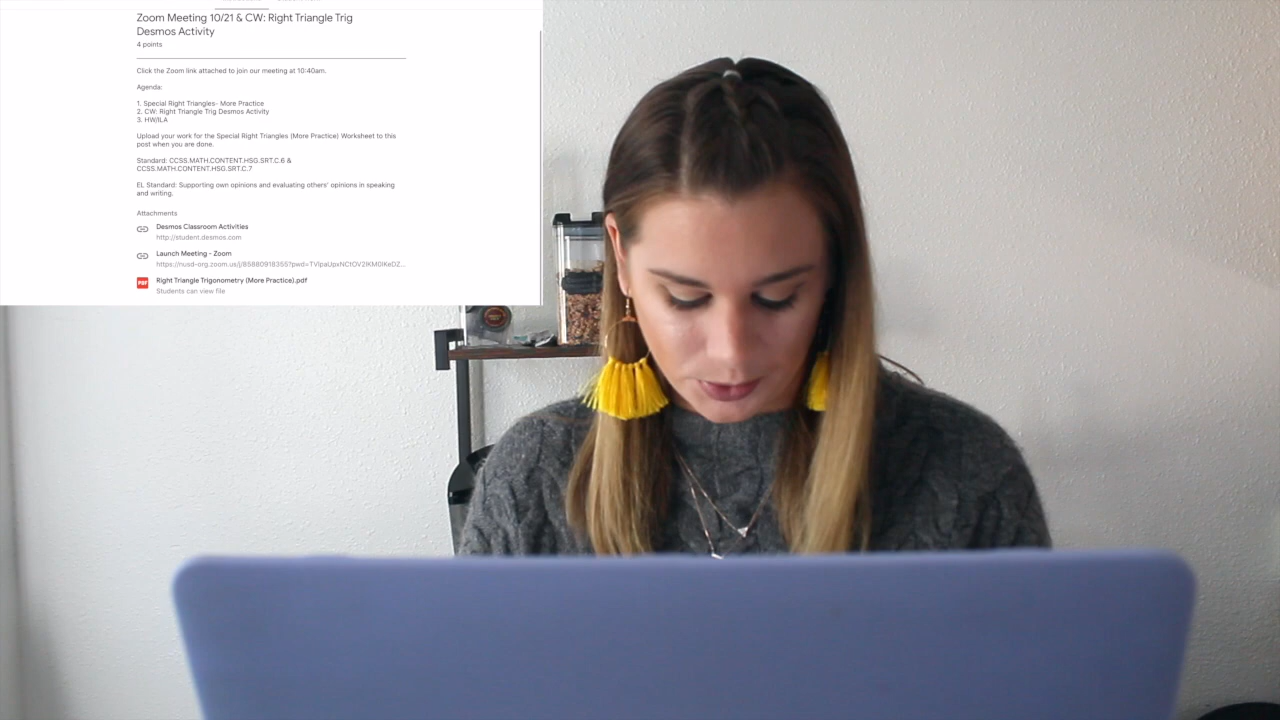 Zoom Meeting 10/21 & CW: Right Triangle Trig
Desmos Activity
4 points
Click the Zoom link attached to join our meeting at 10:40am.
Agenda:
1. Special Right Triangles- More Practice
2. CW: Right Triangle Trig Desmos Activity
3. HW/ILA
Upload your work for the Special Right Triangles (More Practice) Worksheet to this
post when you are done.
Standard: CCSS.MATH.CONTENT.HSG.SRT.C.6 &
CCSS.MATH.CONTENT.HSG.SRT.C.7
EL Standard: Supporting own opinions and evaluating others' opinions in speaking
and writing.
Attachments
Desmos Classroom Activities
http://student.desmos.com
Launch Meeting - Zoom
PDF
Right Triangle Trigonometry (More Practice).pdf
Students can view file